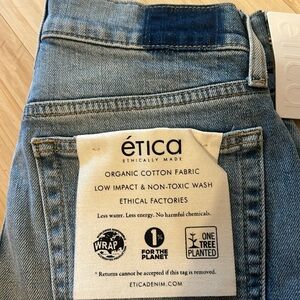 ética
ETHICALLY MADE
ORGANIC COTTON FABRIC
LOW IMPACT & NON-TOXIC WASH
ETHICAL FACTORIES
Less water. Less energy. No harmful chemicals.
WRAP
1%
FOR THE
PLANET
ONE
TREE
PLANTED
* Returns cannot be accepted if this tag is removed.
ETICADENIM.COM